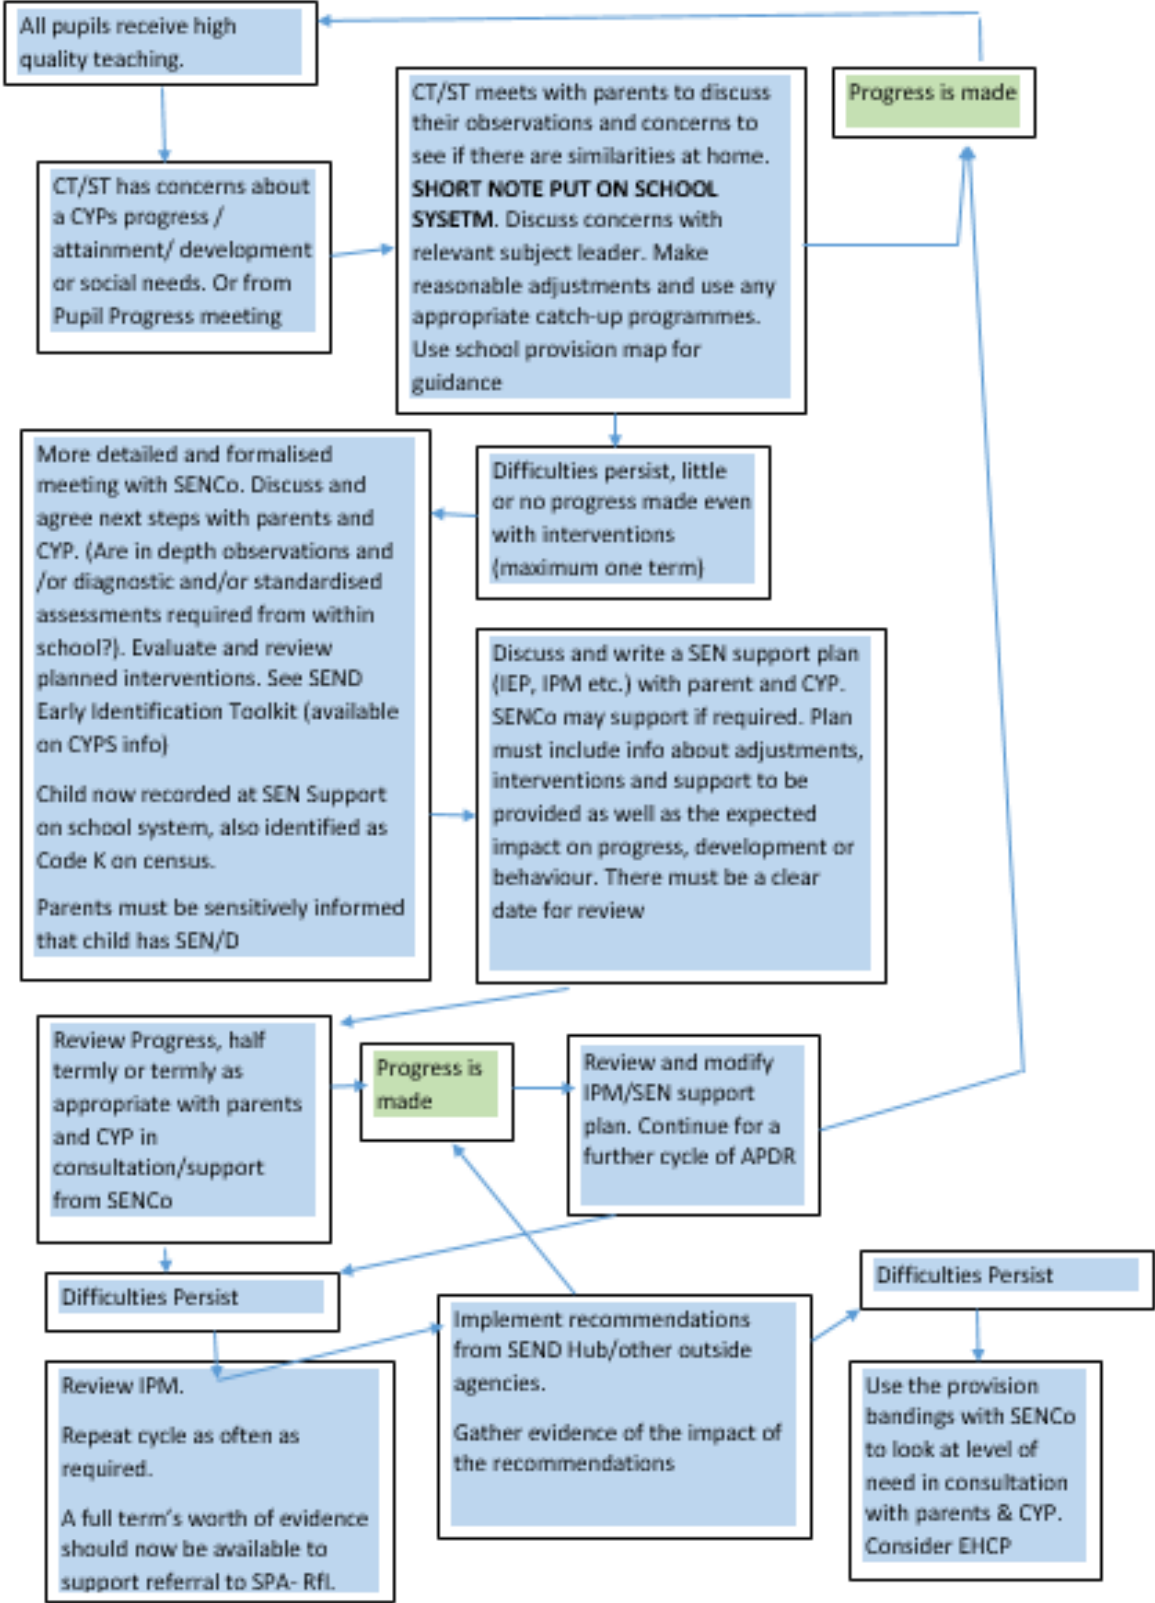 All pupils receive high
quality teaching.
Progress is made
CT/ST meets with parents to discuss
their observations and concerns to
see if there are similarities at home.
SHORT NOTE PUT ON SCHOOL
SYSETM. Discuss concerns with
relevant subject leader. Make
reasonable adjustments and use any
appropriate catch-up programmes.
Use school provision map for
guidance
CT/ST has concerns about
a CYPs progress /
attainment/ development
or social needs. Or from
Pupil Progress meeting
Difficulties persist, little
or no progress made even
with interventions
(maximum one term)
More detailed and formalised
meeting with SENCo. Discuss and
agree next steps with parents and
CYP. (Are in depth observations and
/or diagnostic and/or standardised
assessments required from within
school?). Evaluate and review
planned interventions. See SEND
Early Identification Toolkit (available
on CYPS info)
Child now recorded at SEN Support
on school system, also identified as
Code K on census.
Parents must be sensitively informed
that child has SEN/D
Discuss and write a SEN support plan
(IEP, IPM etc.) with parent and CYP.
SENCo may support if required. Plan
must include info about adjustments,
interventions and support to be
provided as well as the expected
impact on progress, development or
behaviour. There must be a clear
date for review
Review Progress, half
termly or termly as
appropriate with parents
and CYP in
consultation/support
from SENCo
Progress is
made
Review and modify
IPM/SEN support
plan. Continue for a
further cycle of APDR
Difficulties Persist
Difficulties Persist
Review IPM.
Repeat cycle as often as
required.
A full term's worth of evidence
should now be available to
support referral to SPA- RfI.
Implement recommendations
from SEND Hub/other outside
agencies.
Gather evidence of the impact of
the recommendations
Use the provision
bandings with SENCo
to look at level of
need in consultation
with parents & CYP.
Consider EHCP